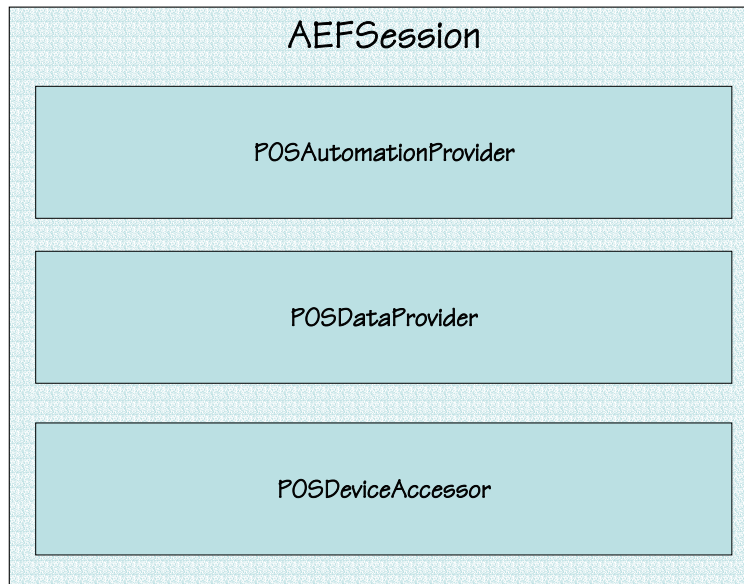 AEFSession
POSAutomationProvider
POSDataProvider
POSDeviceAccessor